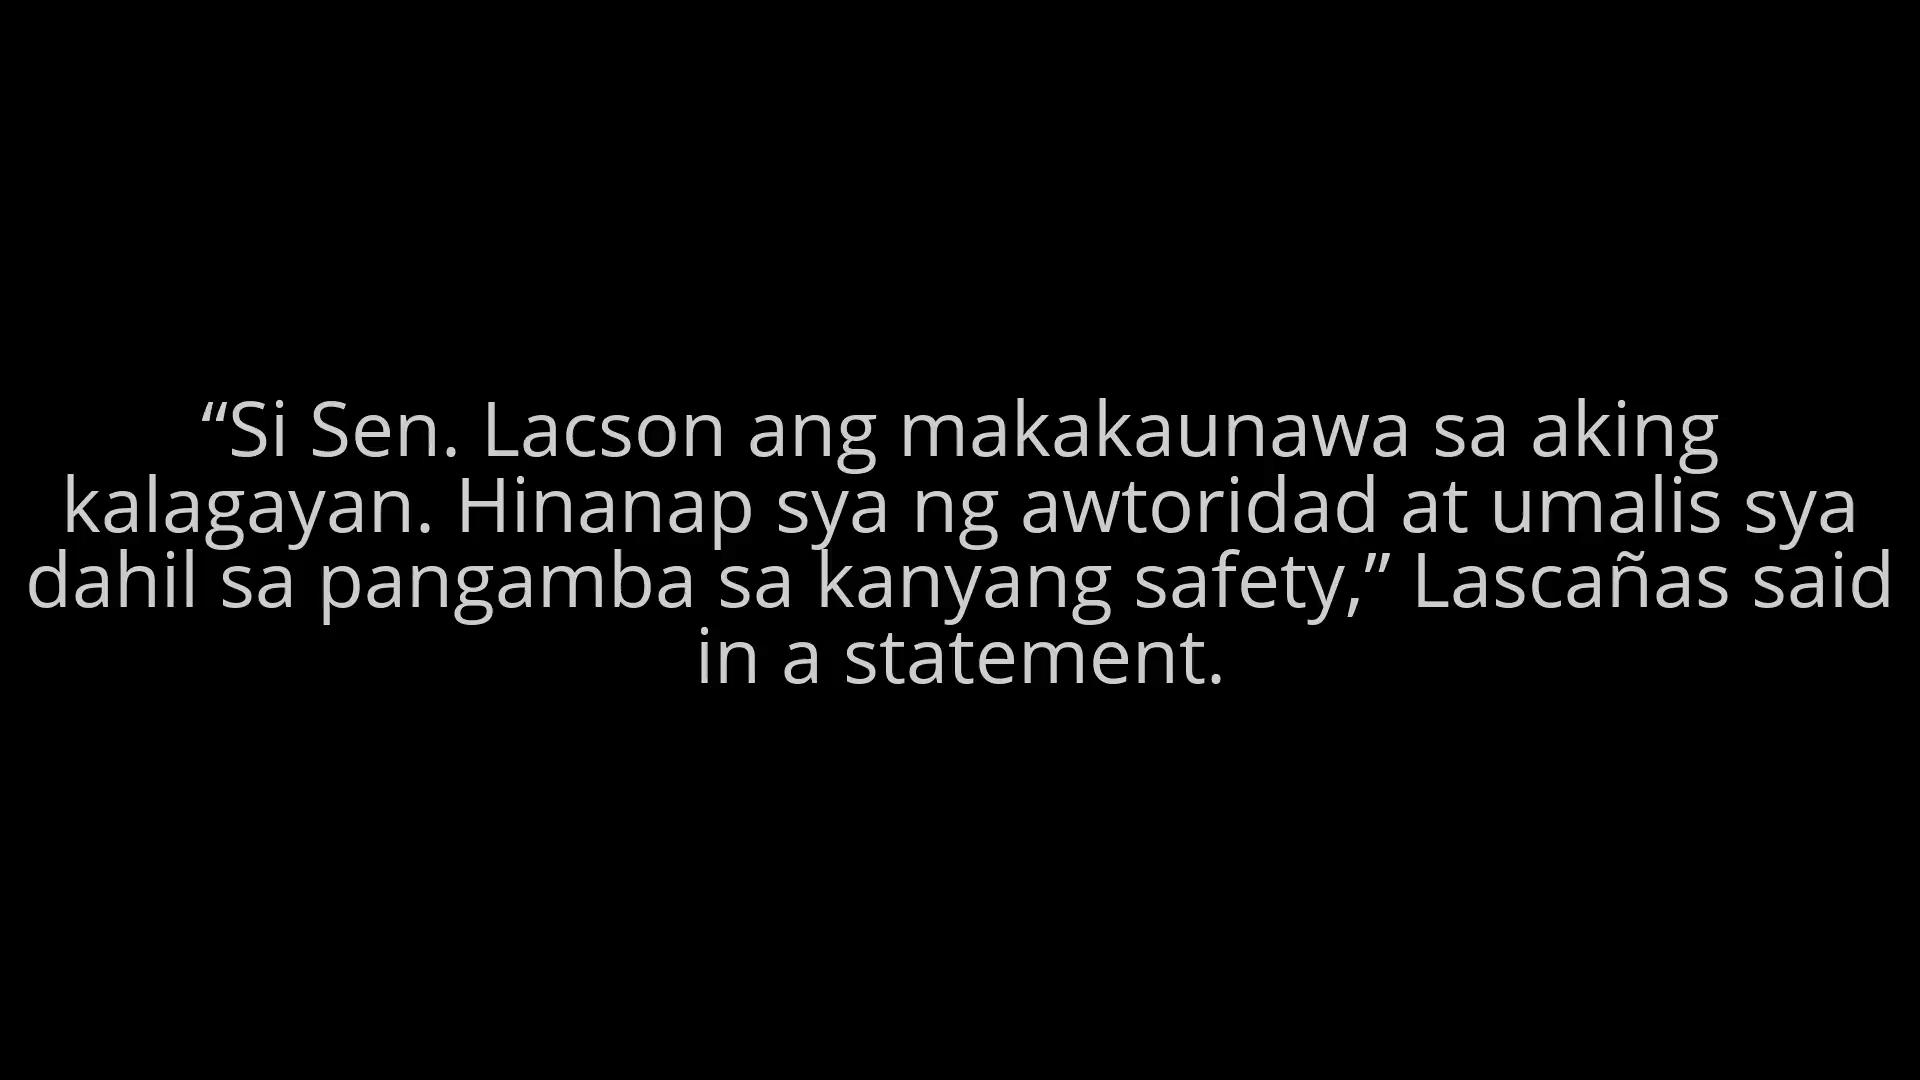 “Si Sen. Lacson ang makakaunawa sa aking
kalagayan. Hinanap sya ng awtoridad at umalis sya
dahil sa pangamba sa kanyang safety,” Lascañas said
in a statement.